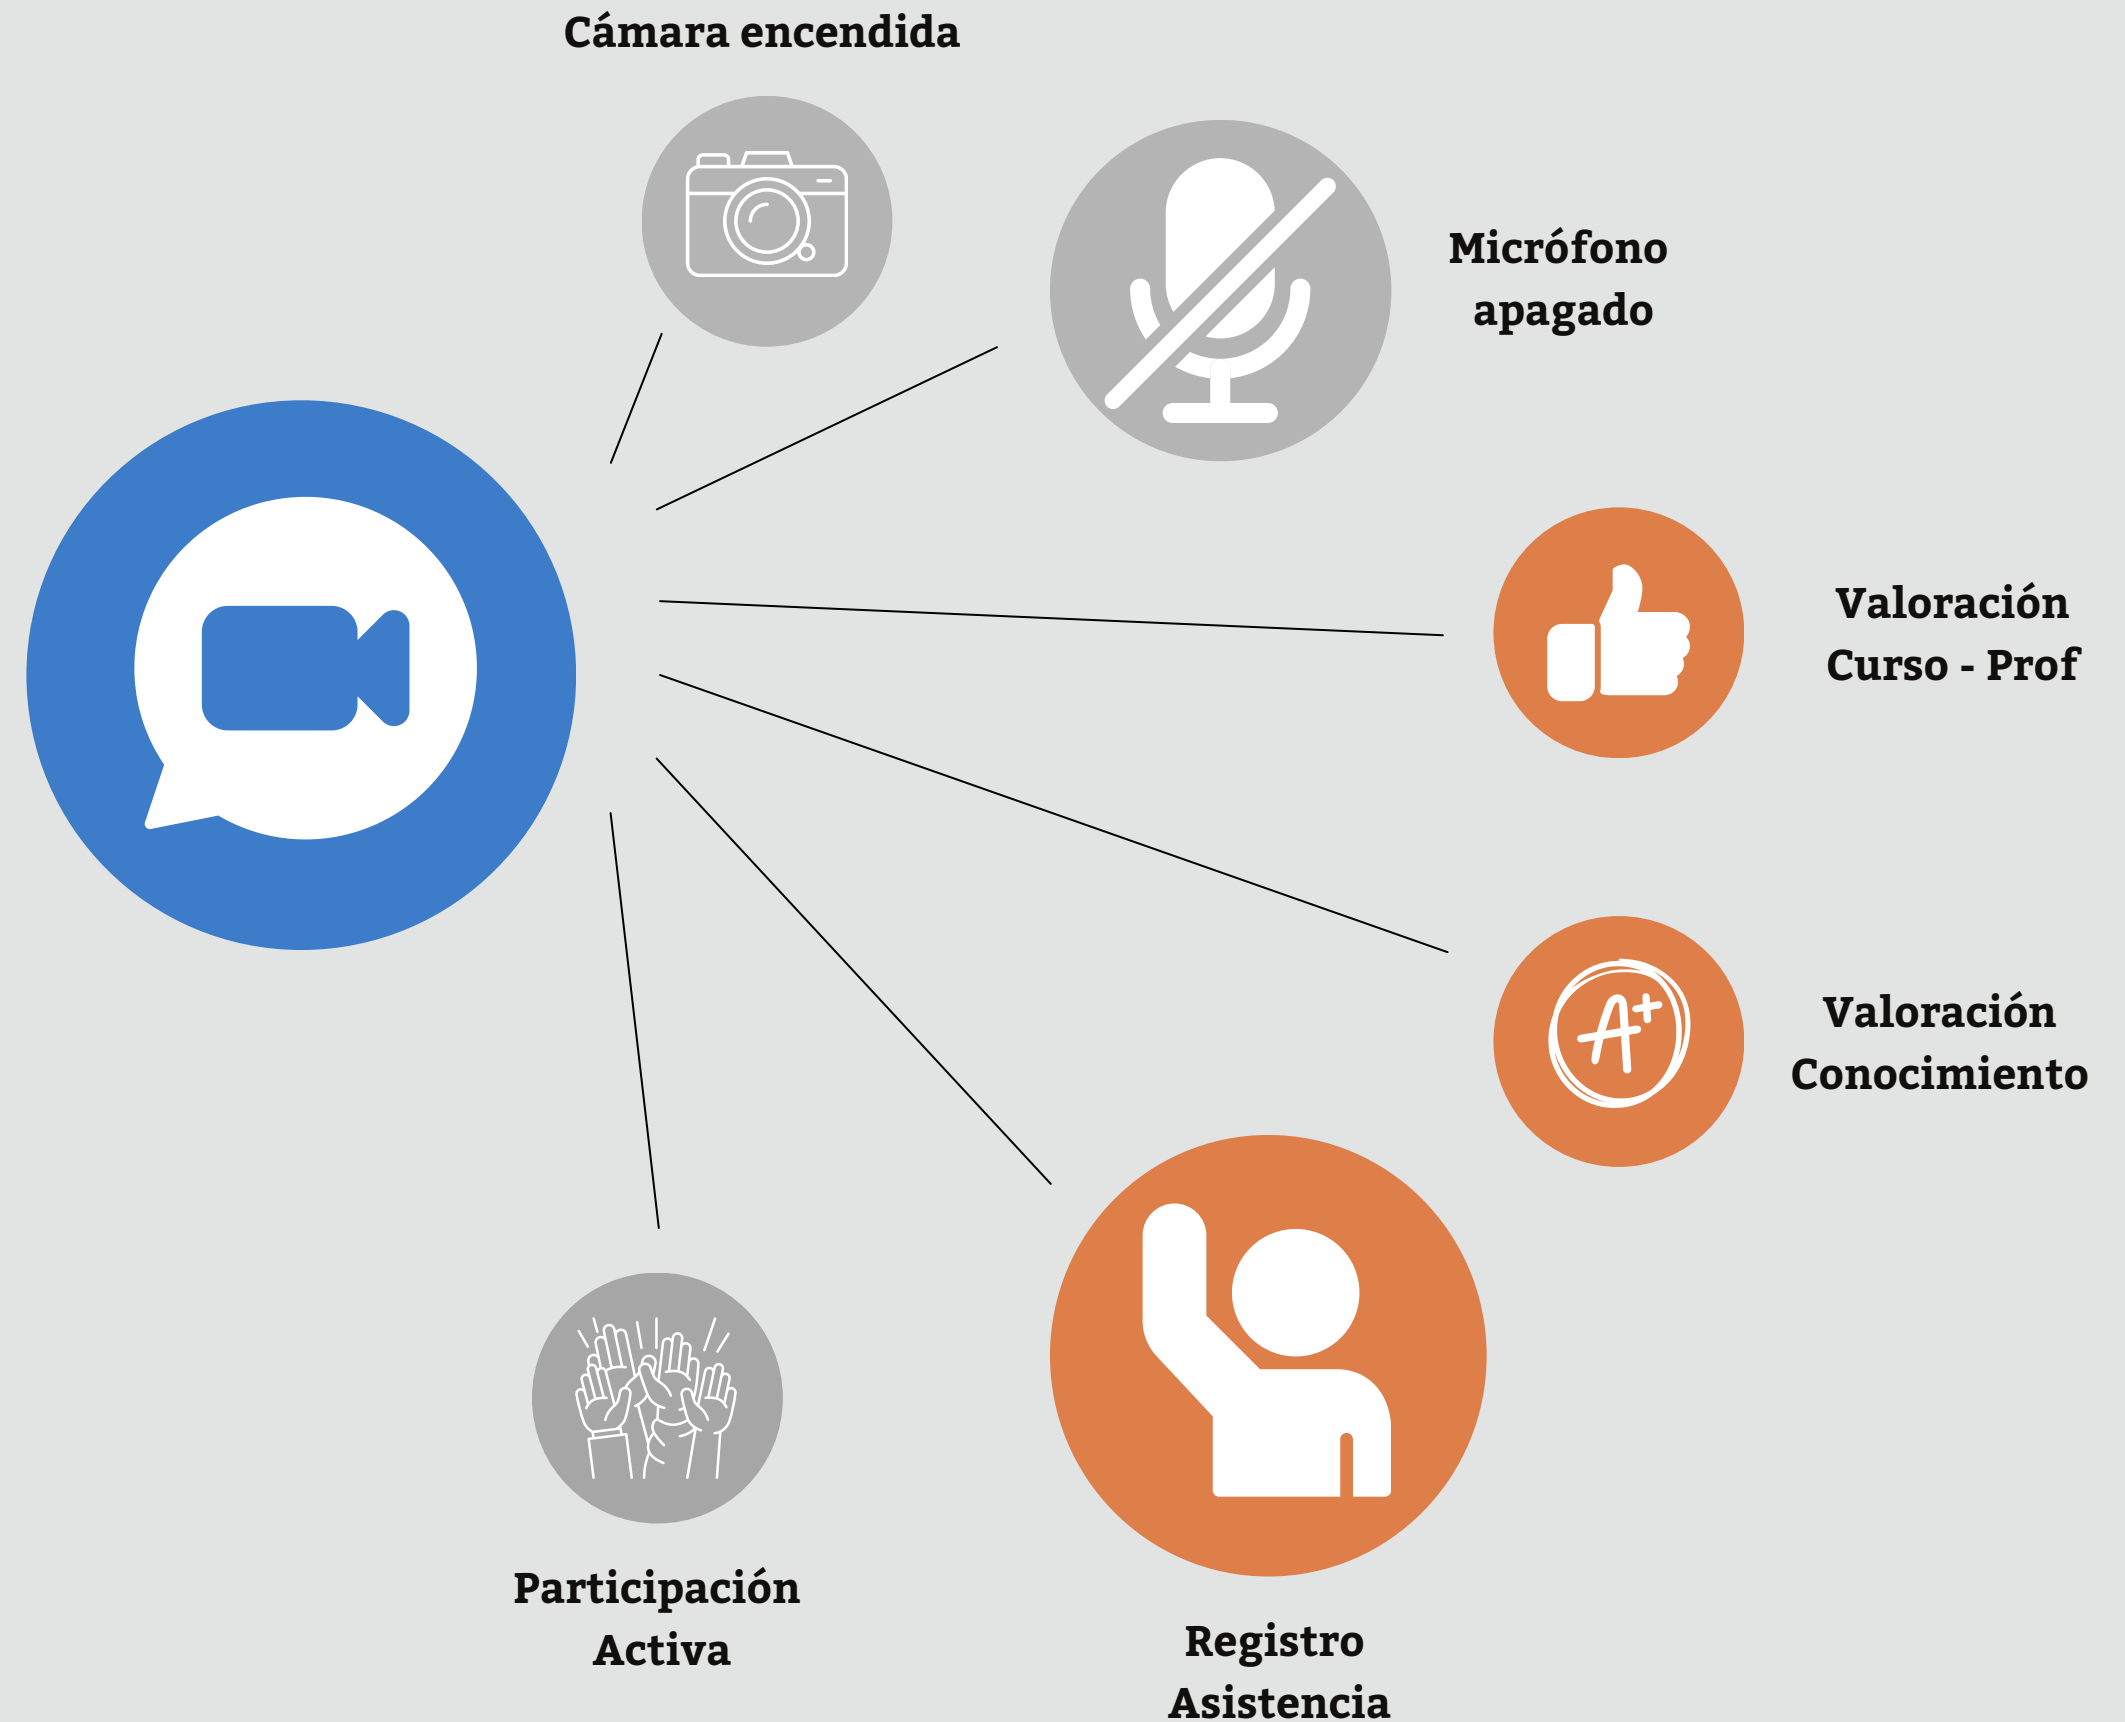 Cámara encendida
Micrófono
apagado
Valoración
Curso - Prof
A+
Valoración
Conocimiento
Participación
Activa
Registro
Asistencia